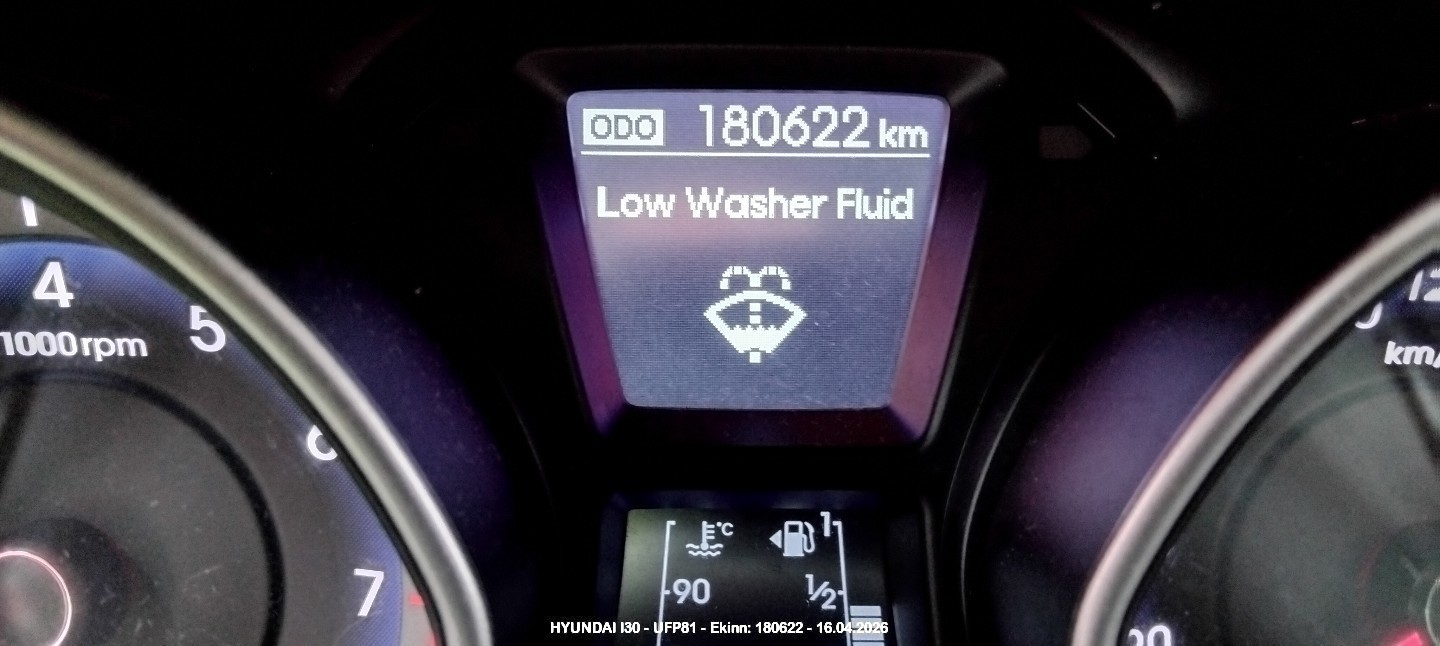 ODO 180622 km
Low Washer Fluid
4
5
1000 rpm
6
7
°C
1
90
1/2
km/
HYUNDAI I30 - UFP81 - Ekinn: 180622 - 16.04.2026